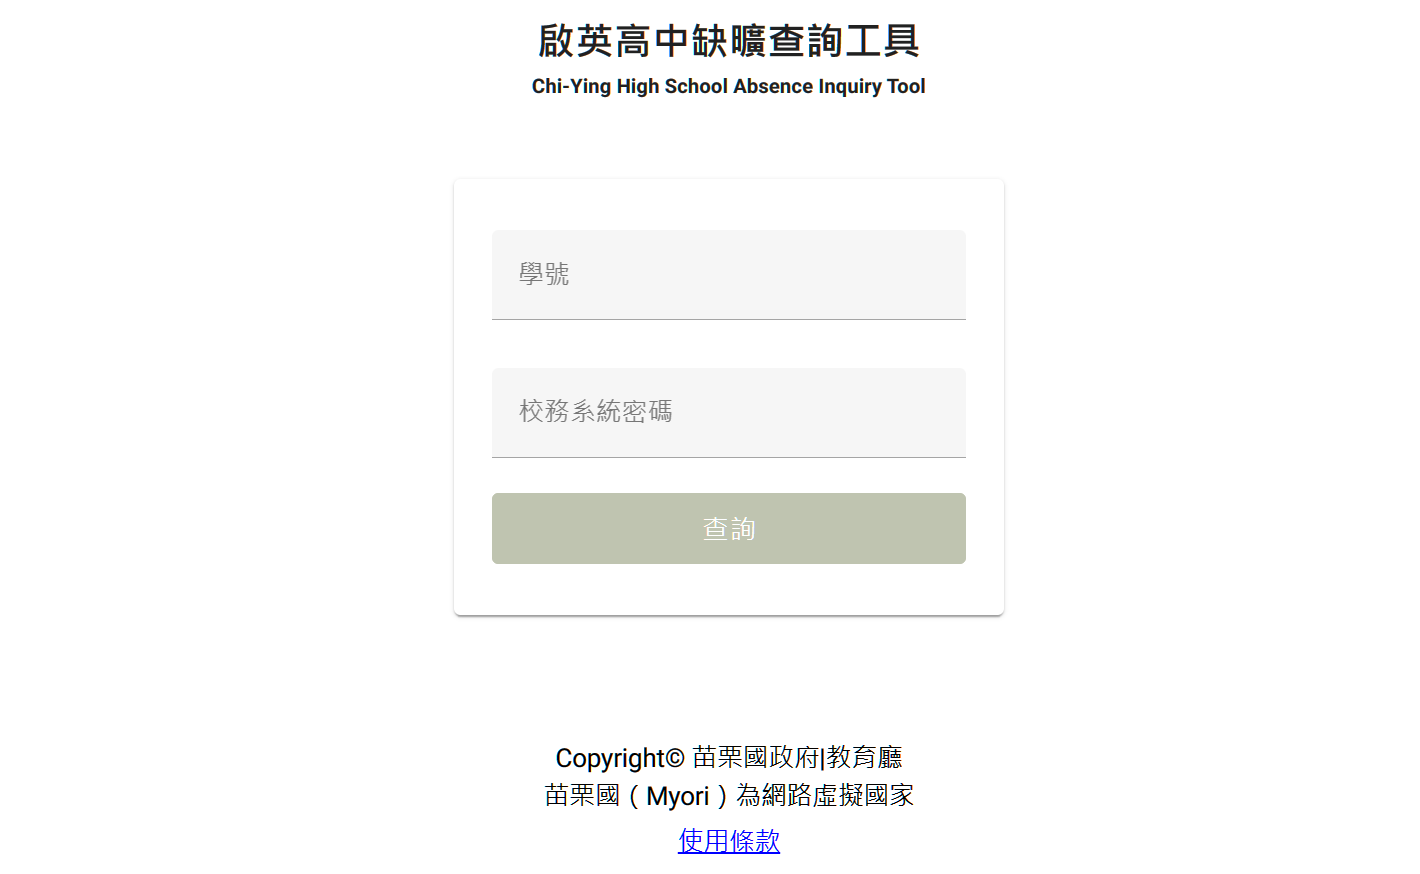 啟英高中缺曠查詢工具
Chi-Ying High School Absence Inquiry Tool
學號
校務系統密碼
查詢
Copyright© 苗栗國政府|教育廳
苗栗國（Myori）為網路虛擬國家
使用條款